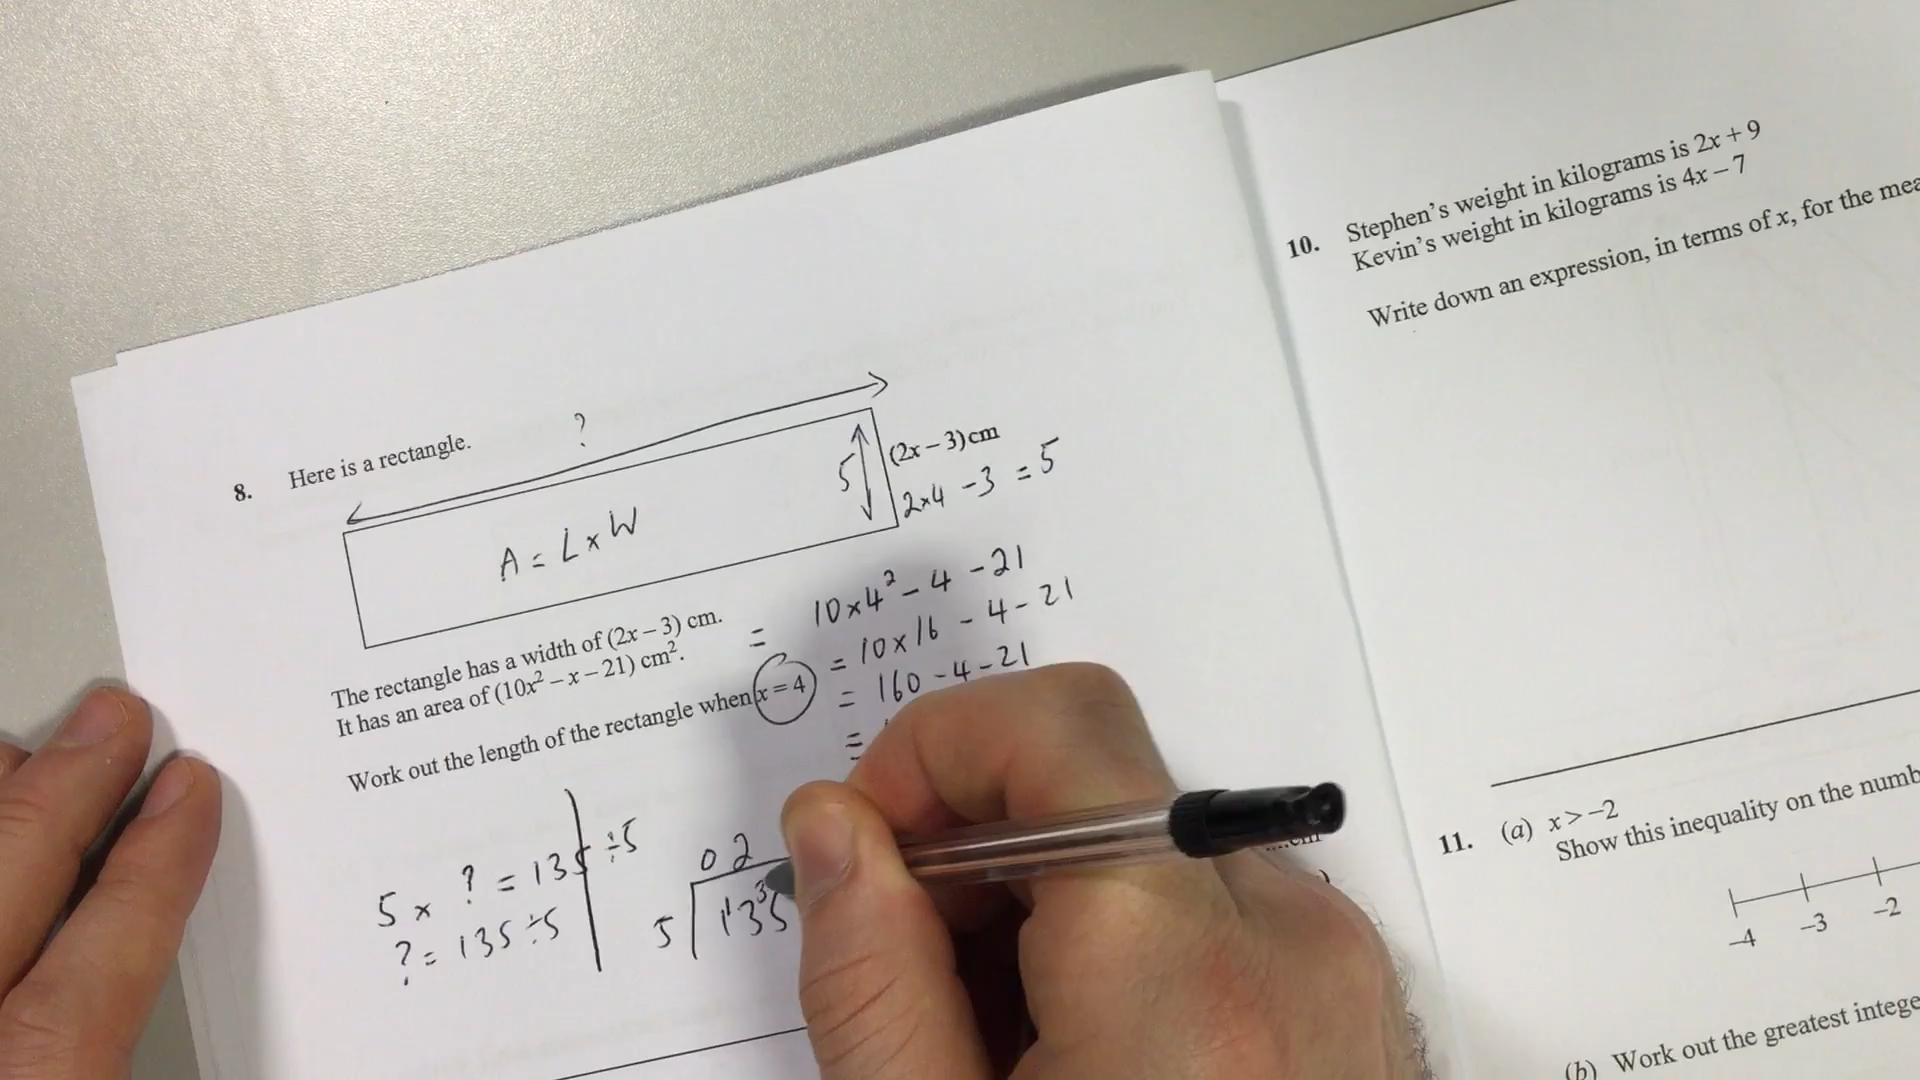 ?
8. Here is a rectangle.
(2x – 3) cm
5
2×4 – 3 = 5
A = L × W
The rectangle has a width of (2x – 3) cm.
It has an area of (10x² – x – 21) cm².
Work out the length of the rectangle when x = 4
= 10×4² – 4 – 21
= 10×16 – 4 – 21
= 160 – 4 – 21
=
5 × ? = 135 ÷5
? = 135 ÷5
0 2
5 1¹3³5
....cm
10. Stephen's weight in kilograms is 2x + 9
Kevin's weight in kilograms is 4x – 7
Write down an expression, in terms of x, for the
11. (a) x > –2
Show this inequality on the
–4 –3 –2
(b) Work out the greatest